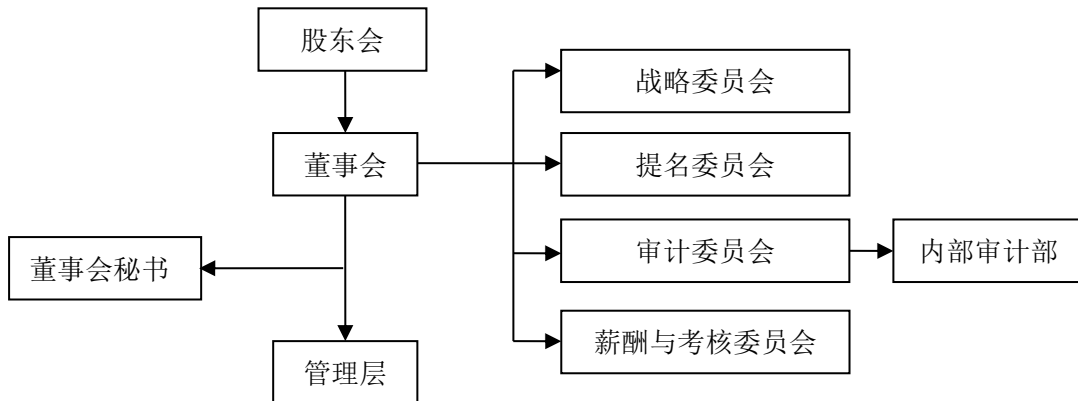 股东会
战略委员会
董事会
提名委员会
董事会秘书
审计委员会
内部审计部
薪酬与考核委员会
管理层